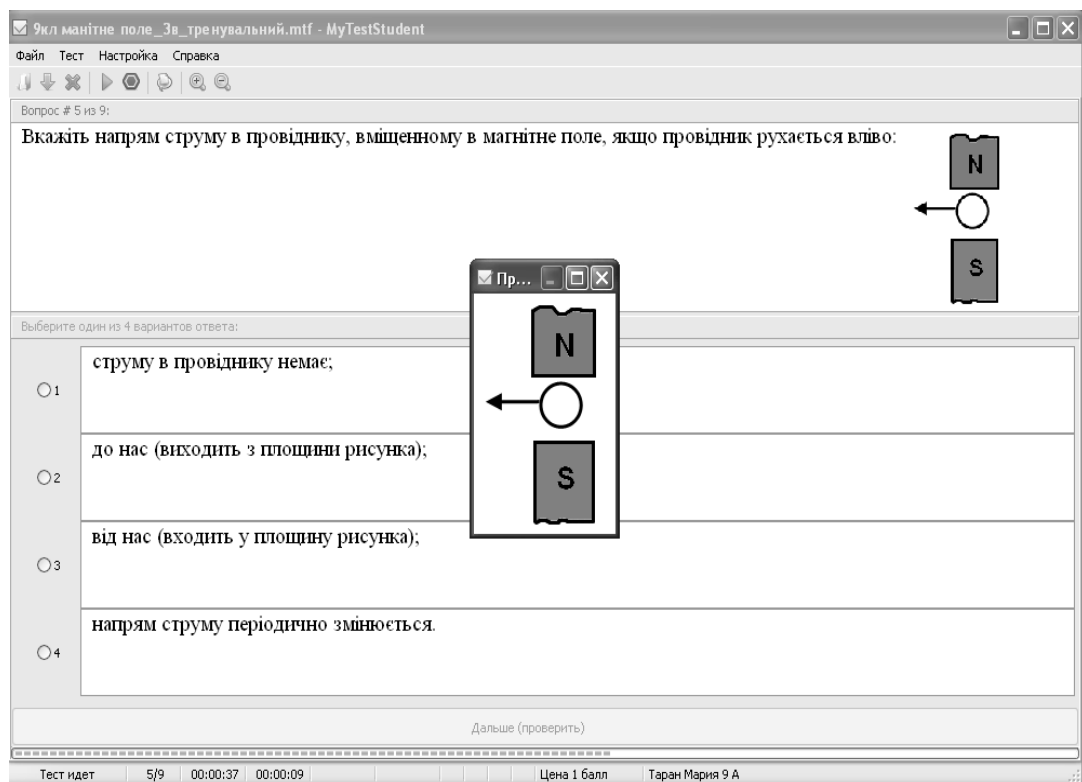 9кл манітне поле_3в_тренувальний.mtf - MyTestStudent
Файл Тест Настройка Справка
Вопрос # 5 из 9:
Вкажіть напрям струму в провіднику, вміщенному в магнітне поле, якщо провідник рухається вліво:
N
S
Пр...
N
S
Выберите один из 4 вариантов ответа:
1 струму в провіднику немає;
2 до нас (виходить з площини рисунка);
3 від нас (входить у площину рисунка);
4 напрям струму періодично змінюється.
Дальше (проверить)
Тест идет 5/9 00:00:37 00:00:09 Цена 1 балл Таран Мария 9 А